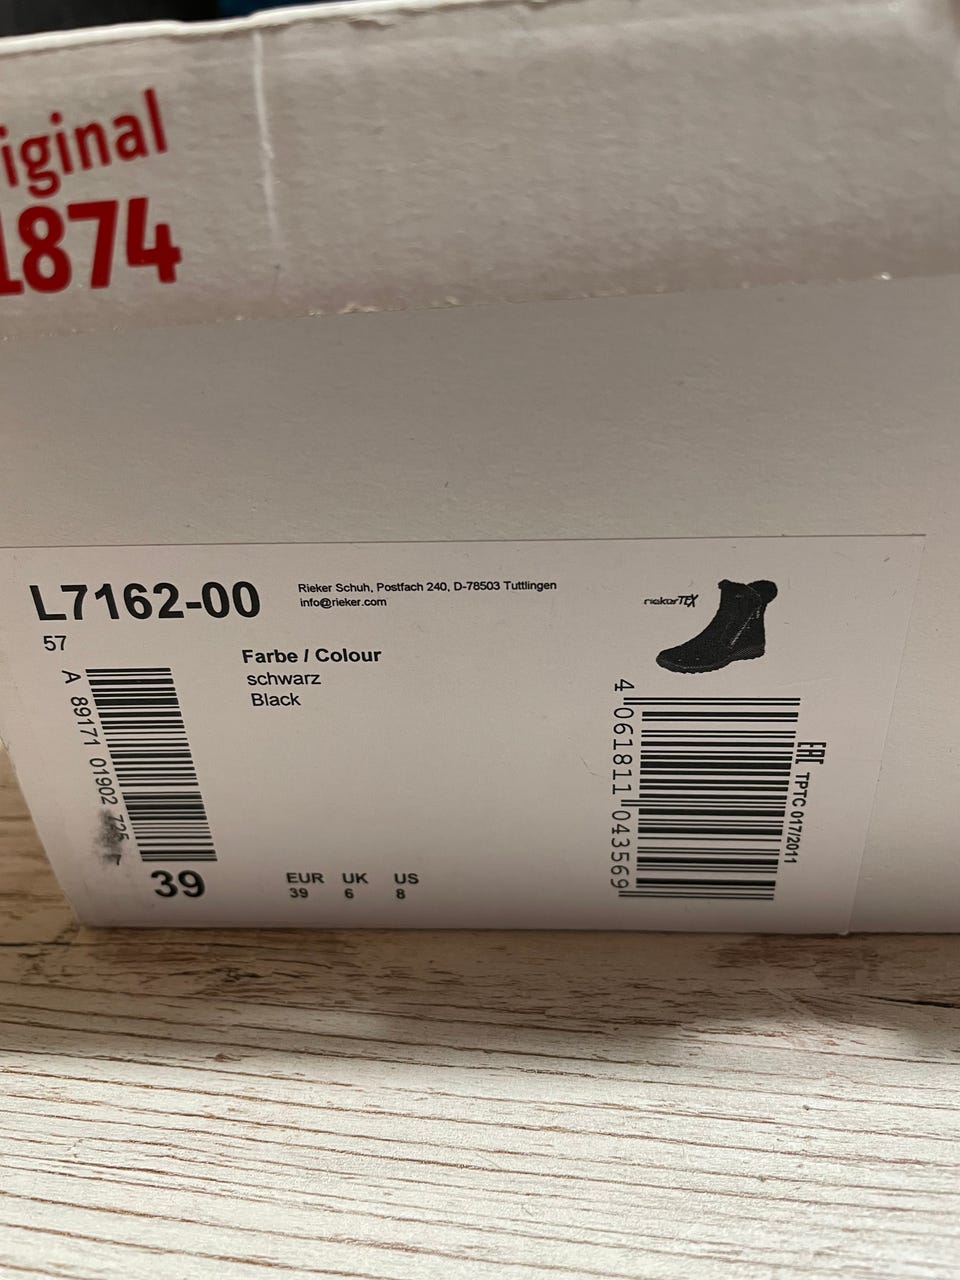 iginal
1874
L7162-00
57
Rieker Schuh, Postfach 240, D-78503 Tuttlingen
info@rieker.com
riekerTEX
Farbe / Colour
schwarz
Black
A 89171 01902
39
EUR UK US
39 6 8
4 061811 043569
EAC TPTC 017/2011